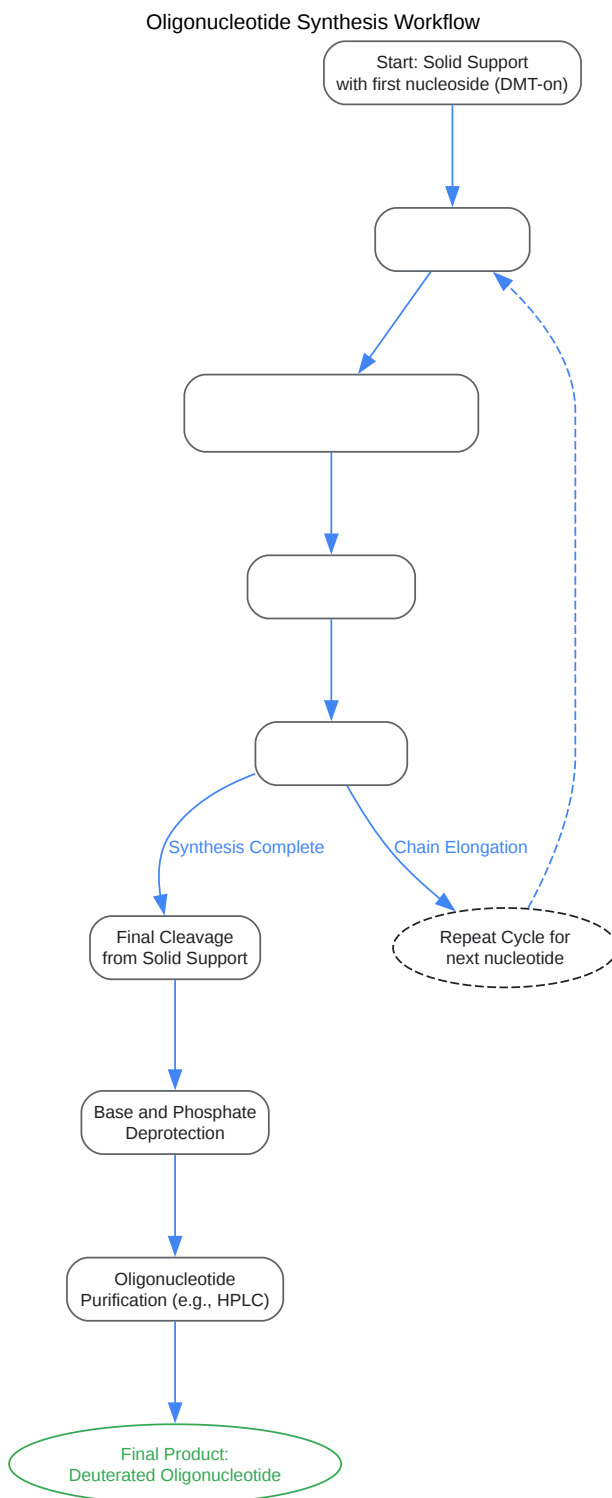 Oligonucleotide Synthesis Workflow
Start: Solid Support
with first nucleoside (DMT-on)
Synthesis Complete
Chain Elongation
Final Cleavage
from Solid Support
Repeat Cycle for
next nucleotide
Base and Phosphate
Deprotection
Oligonucleotide
Purification (e.g., HPLC)
Final Product:
Deuterated Oligonucleotide